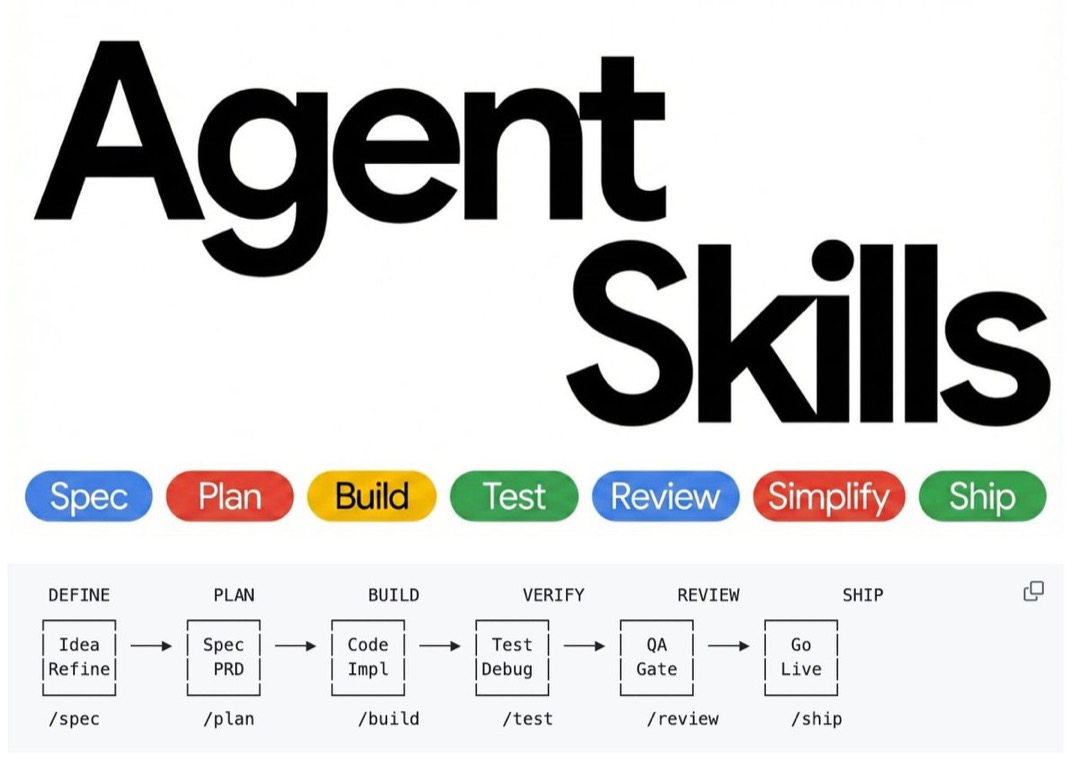 Agent
Skills
Spec Plan Build Test Review Simplify Ship
DEFINE PLAN BUILD VERIFY REVIEW SHIP
Idea Spec Code Test QA Go
Refine PRD Impl Debug Gate Live
/spec /plan /build /test /review /ship